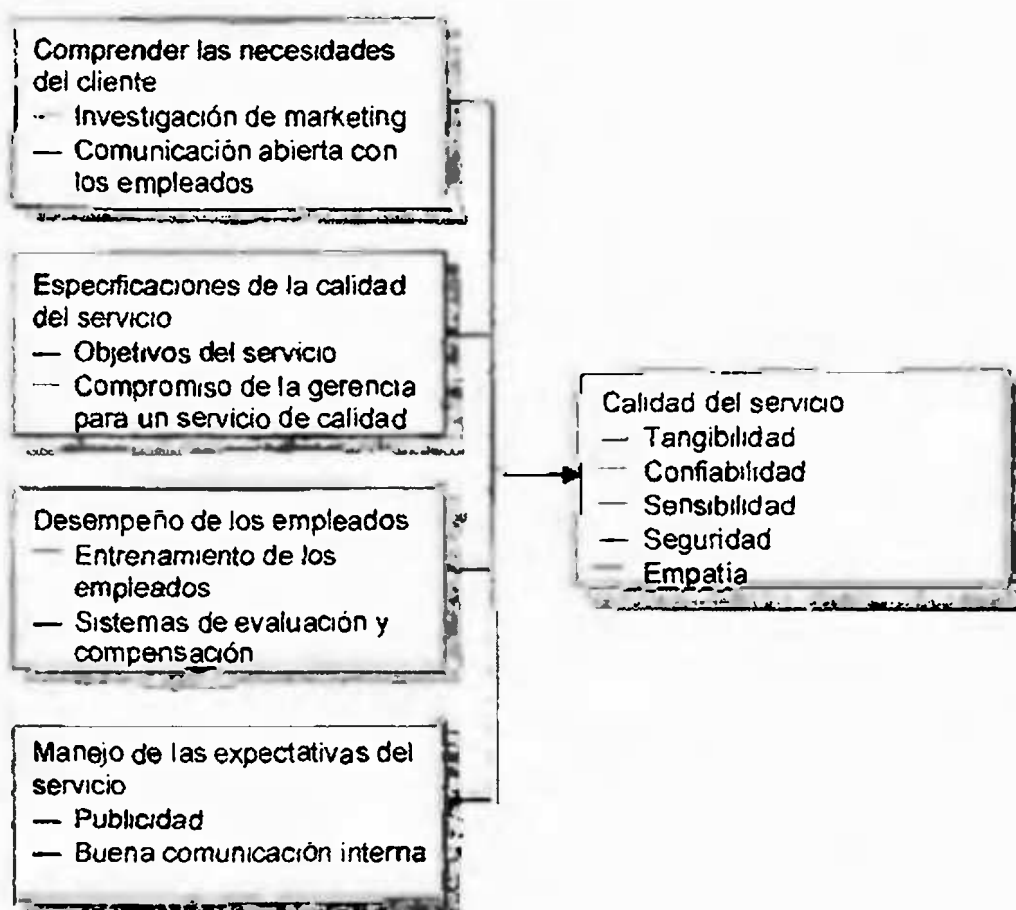 Comprender las necesidades
del cliente
— Investigación de marketing
— Comunicación abierta con
los empleados
Especificaciones de la calidad
del servicio
— Objetivos del servicio
— Compromiso de la gerencia
para un servicio de calidad
Desempeño de los empleados
— Entrenamiento de los
empleados
— Sistemas de evaluación y
compensación
Manejo de las expectativas del
servicio
— Publicidad
— Buena comunicación interna
Calidad del servicio
— Tangibilidad
— Confiabilidad
— Sensibilidad
— Seguridad
— Empatía